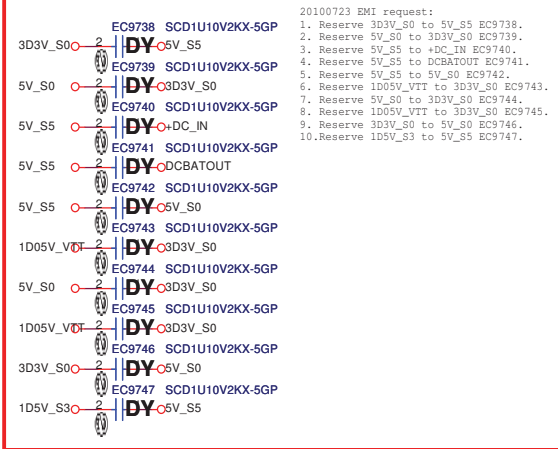 20100723 EMI request:
1. Reserve 3D3V_S0 to 5V_S5 EC9738.
2. Reserve 5V_S0 to 3D3V_S0 EC9739.
3. Reserve 5V_S5 to +DC_IN EC9740.
4. Reserve 5V_S5 to DCBATOUT EC9741.
5. Reserve 5V_S5 to 5V_S0 EC9742.
6. Reserve 1D05V_VTT to 3D3V_S0 EC9743.
7. Reserve 5V_S0 to 3D3V_S0 EC9744.
8. Reserve 1D05V_VTT to 3D3V_S0 EC9745.
9. Reserve 3D3V_S0 to 5V_S0 EC9746.
10.Reserve 1D5V_S3 to 5V_S5 EC9747.
EC9738 SCD1U10V2KX-5GP
3D3V_S0 2 DY 5V_S5
EC9739 SCD1U10V2KX-5GP
5V_S0 2 DY 3D3V_S0
EC9740 SCD1U10V2KX-5GP
5V_S5 2 DY +DC_IN
EC9741 SCD1U10V2KX-5GP
5V_S5 2 DY DCBATOUT
EC9742 SCD1U10V2KX-5GP
5V_S5 2 DY 5V_S0
EC9743 SCD1U10V2KX-5GP
1D05V_VTT 2 DY 3D3V_S0
EC9744 SCD1U10V2KX-5GP
5V_S0 2 DY 3D3V_S0
EC9745 SCD1U10V2KX-5GP
1D05V_VTT 2 DY 3D3V_S0
EC9746 SCD1U10V2KX-5GP
3D3V_S0 2 DY 5V_S0
EC9747 SCD1U10V2KX-5GP
1D5V_S3 2 DY 5V_S5